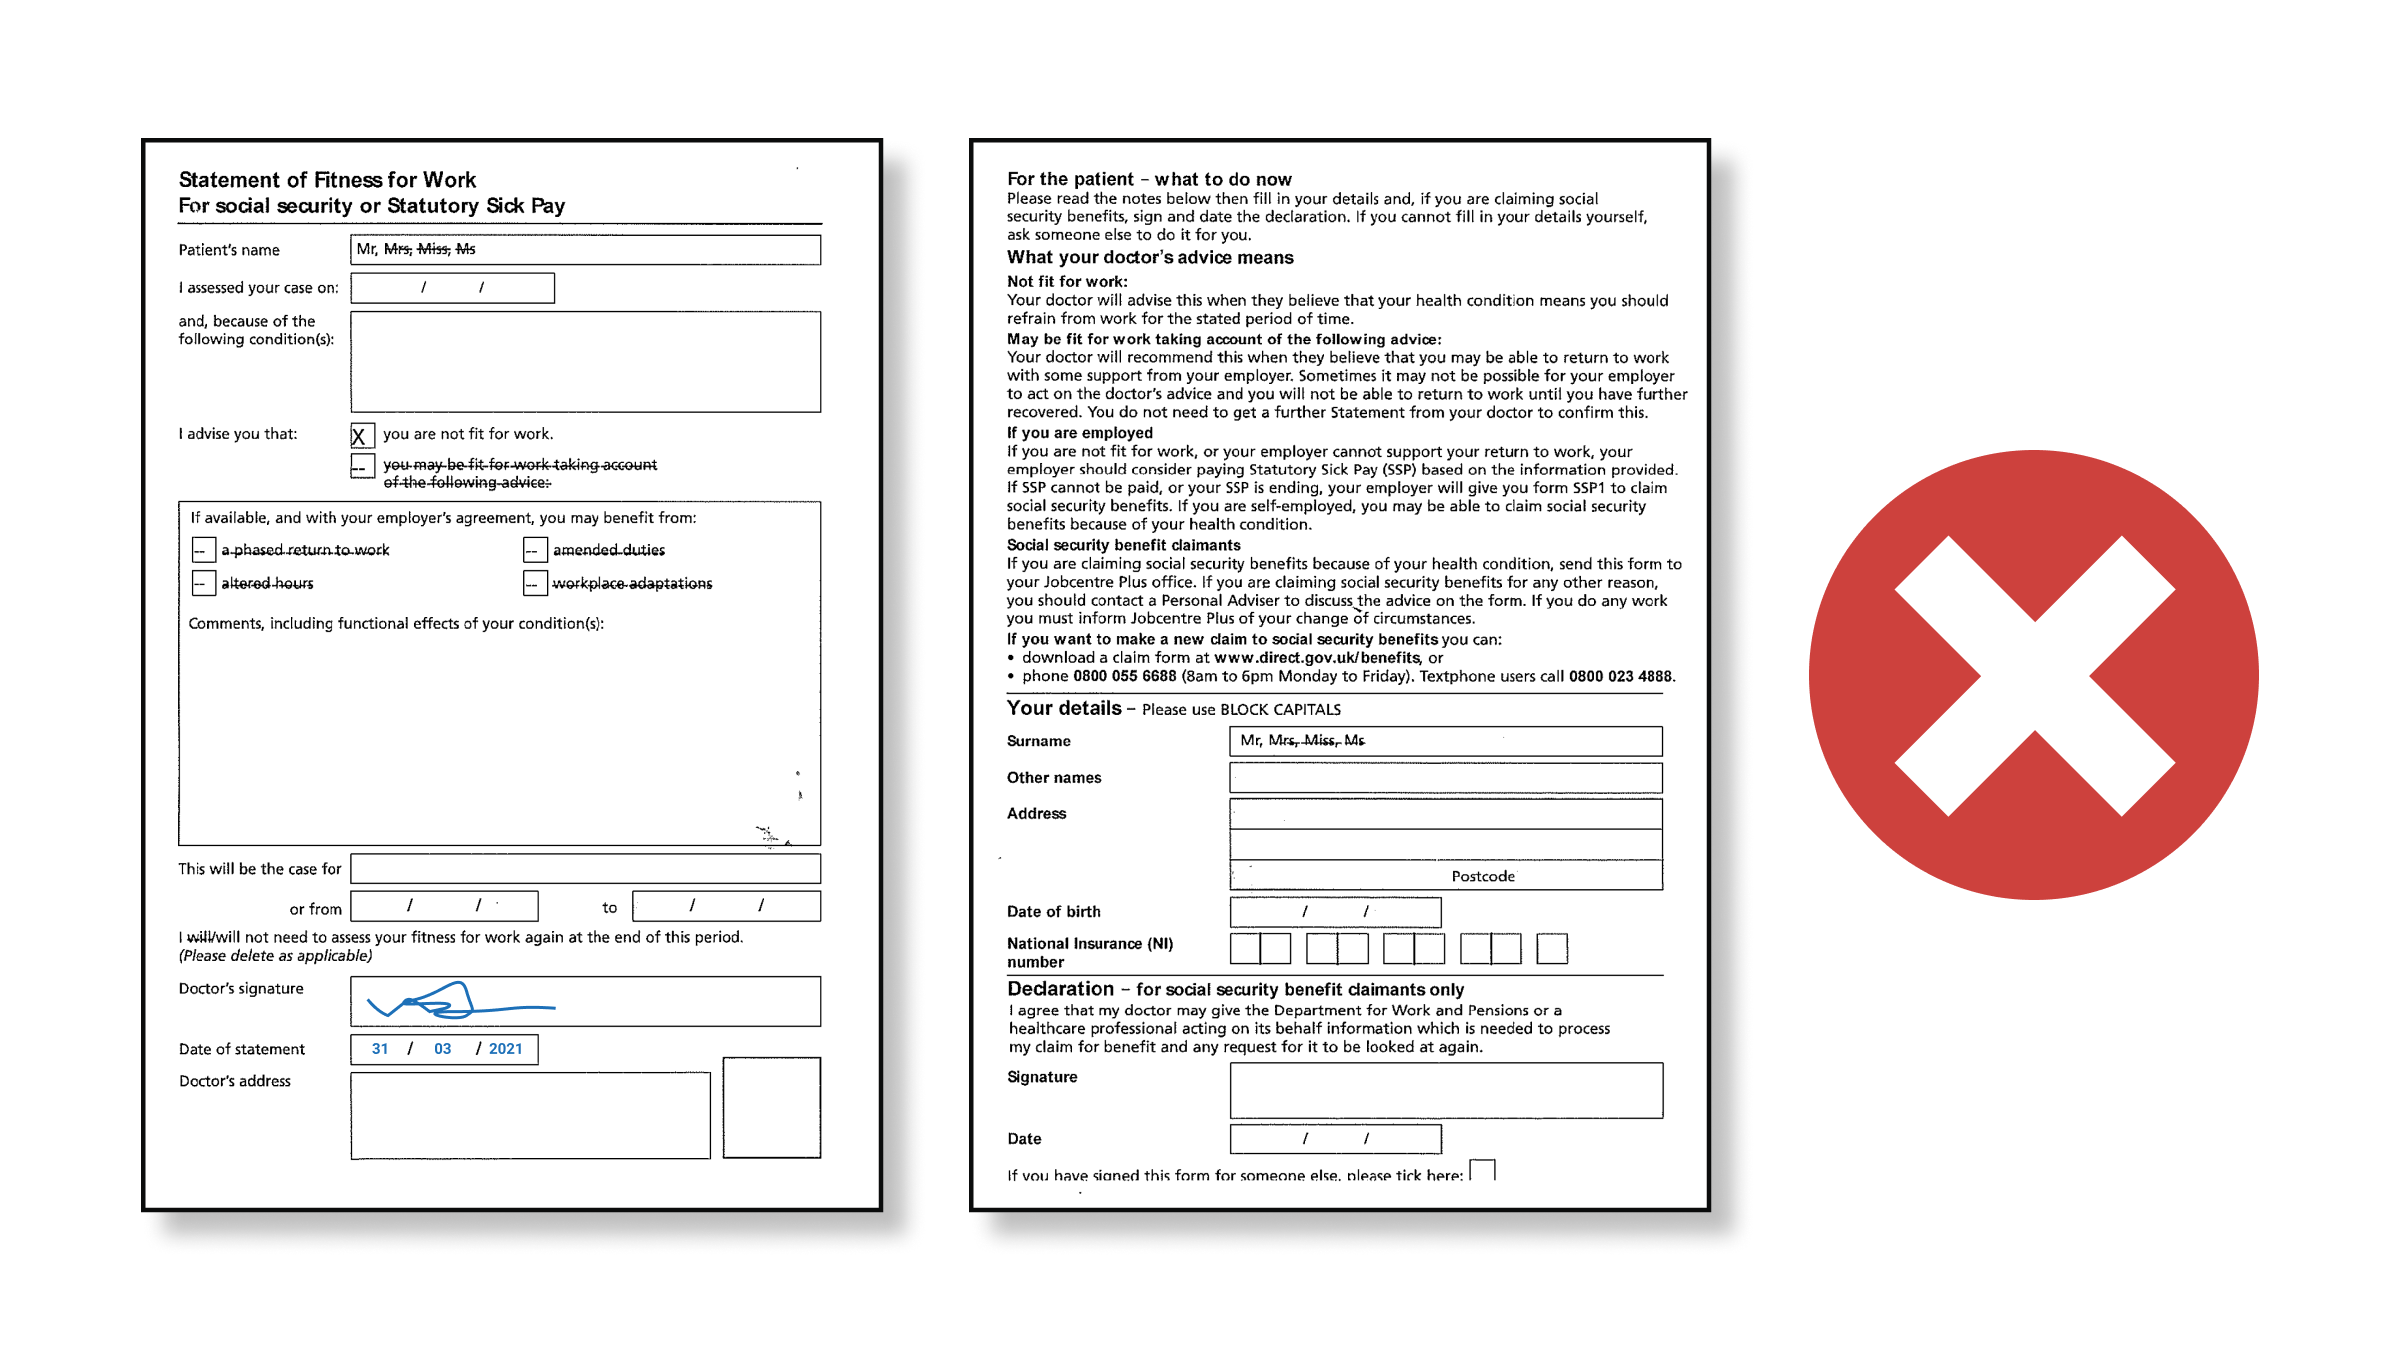 Statement of Fitness for Work
For social security or Statutory Sick Pay
Patient's name
Mr, Mrs, Miss, Ms
I assessed your case on:
/ /
and, because of the
following condition(s):
I advise you that:
X you are not fit for work.
-- you may be fit for work taking account
of the following advice:
If available, and with your employer's agreement, you may benefit from:
-- a phased return to work
-- amended duties
-- altered hours
-- workplace adaptations
Comments, including functional effects of your condition(s):
This will be the case for
or from / / to / /
I will/will not need to assess your fitness for work again at the end of this period.
(Please delete as applicable)
Doctor's signature
Date of statement
31 / 03 / 2021
Doctor's address
For the patient – what to do now
Please read the notes below then fill in your details and, if you are claiming social
security benefits, sign and date the declaration. If you cannot fill in your details yourself,
ask someone else to do it for you.
What your doctor's advice means
Not fit for work:
Your doctor will advise this when they believe that your health condition means you should
refrain from work for the stated period of time.
May be fit for work taking account of the following advice:
Your doctor will recommend this when they believe that you may be able to return to work
with some support from your employer. Sometimes it may not be possible for your employer
to act on the doctor's advice and you will not be able to return to work until you have further
recovered. You do not need to get a further Statement from your doctor to confirm this.
If you are employed
If you are not fit for work, or your employer cannot support your return to work, your
employer should consider paying Statutory Sick Pay (SSP) based on the information provided.
If SSP cannot be paid, or your SSP is ending, your employer will give you form SSP1 to claim
social security benefits. If you are self-employed, you may be able to claim social security
benefits because of your health condition.
Social security benefit claimants
If you are claiming social security benefits because of your health condition, send this form to
your Jobcentre Plus office. If you are claiming social security benefits for any other reason,
you should contact a Personal Adviser to discuss the advice on the form. If you do any work
you must inform Jobcentre Plus of your change of circumstances.
If you want to make a new claim to social security benefits you can:
• download a claim form at www.direct.gov.uk/benefits, or
• phone 0800 055 6688 (8am to 6pm Monday to Friday). Textphone users call 0800 023 4888.
Your details – Please use BLOCK CAPITALS
Surname
Mr, Mrs, Miss, Ms
Other names
Address
Postcode
Date of birth
/ /
National Insurance (NI)
number
Declaration – for social security benefit claimants only
I agree that my doctor may give the Department for Work and Pensions or a
healthcare professional acting on its behalf information which is needed to process
my claim for benefit and any request for it to be looked at again.
Signature
Date
/ /
If you have signed this form for someone else, please tick here: